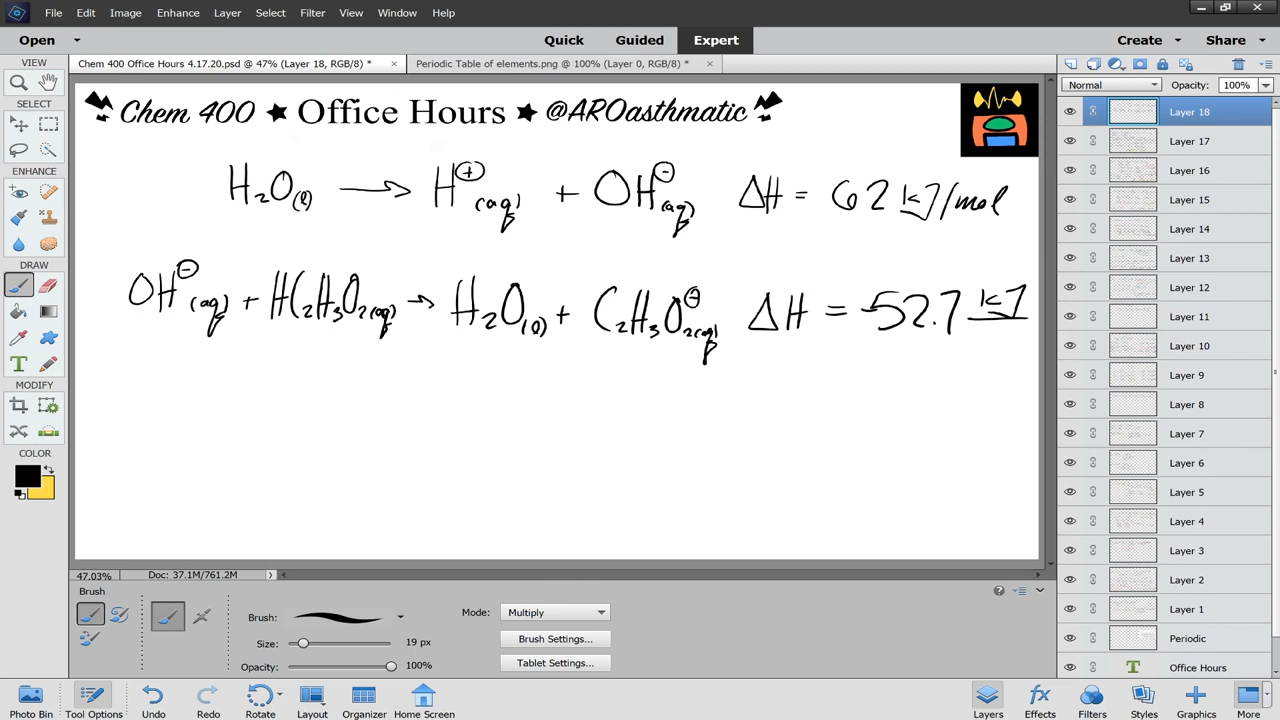 File Edit Image Enhance Layer Select Filter View Window Help
Open Quick Guided Expert Create Share
VIEW
Chem 400 Office Hours 4.17.20.psd @ 47% (Layer 18, RGB/8) * × Periodic Table of elements.png @ 100% (Layer 0, RGB/8) * ×
Normal Opacity: 100%
SELECT
ENHANCE
DRAW
MODIFY
COLOR
Chem 400 ★ Office Hours ★ @AROasthmatic
H₂O(l) → H⁺(aq) + OH⁻(aq) ΔH = 62 kJ/mol
OH⁻(aq) + HC₂H₃O₂(aq) → H₂O(l) + C₂H₃O₂⁻(aq) ΔH = -52.7 kJ
Layer 18
Layer 17
Layer 16
Layer 15
Layer 14
Layer 13
Layer 12
Layer 11
Layer 10
Layer 9
Layer 8
Layer 7
Layer 6
Layer 5
Layer 4
Layer 3
Layer 2
Layer 1
Periodic
T Office Hours
47.03% Doc: 37.1M/761.2M
Brush
Brush:
Size: 19 px
Opacity: 100%
Mode: Multiply
Brush Settings...
Tablet Settings...
Photo Bin Tool Options Undo Redo Rotate Layout Organizer Home Screen Layers Effects Filters Styles Graphics More